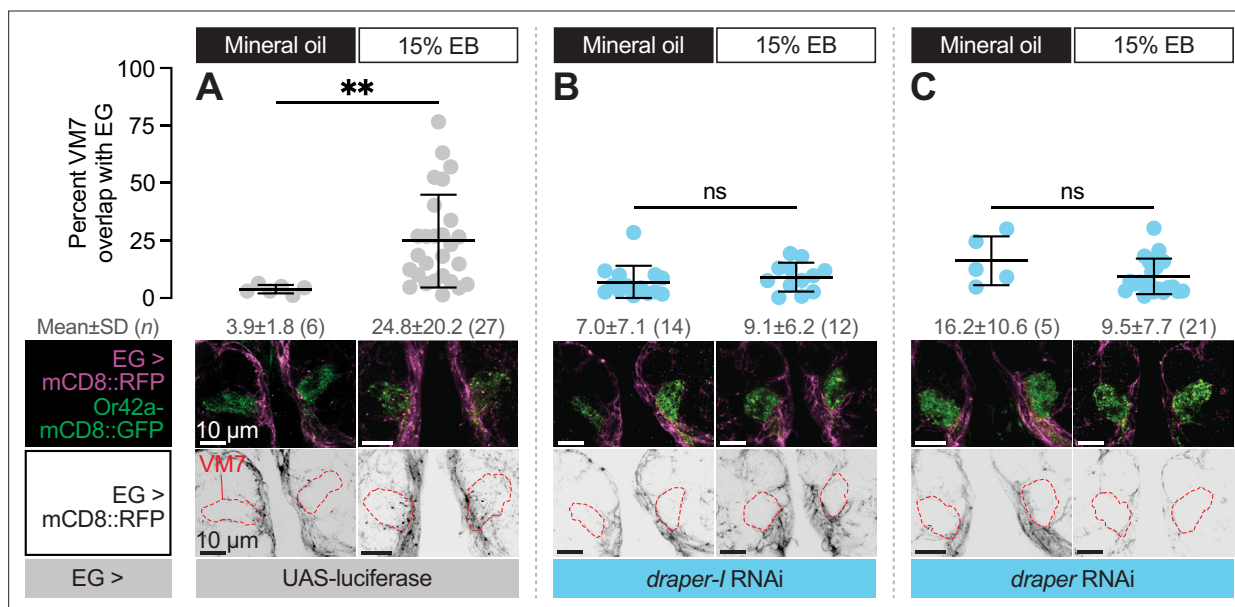 Mineral oil 15% EB Mineral oil 15% EB Mineral oil 15% EB
A B C
Percent VM7
overlap with EG
100
75
50
25
0
**
ns
ns
Mean±SD (n) 3.9±1.8 (6) 24.8±20.2 (27) 7.0±7.1 (14) 9.1±6.2 (12) 16.2±10.6 (5) 9.5±7.7 (21)
EG >
mCD8::RFP
Or42a-
mCD8::GFP
10 µm
EG >
mCD8::RFP
VM7
10 µm
EG > UAS-luciferase draper-I RNAi draper RNAi